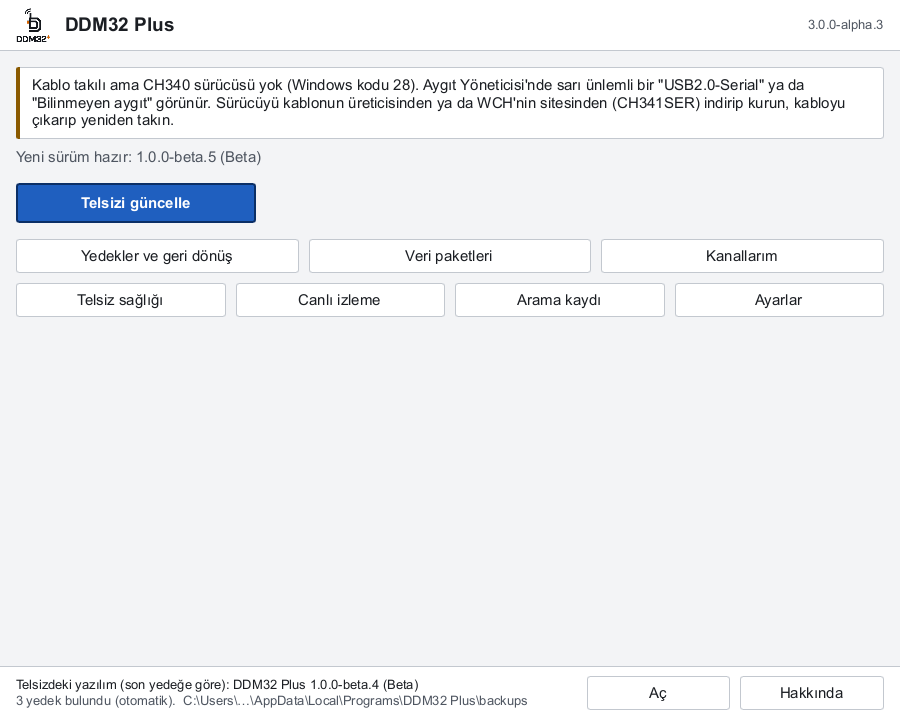 DDM32+
DDM32 Plus
3.0.0-alpha.3
Kablo takılı ama CH340 sürücüsü yok (Windows kodu 28). Aygıt Yöneticisi'nde sarı ünlemli bir "USB2.0-Serial" ya da
"Bilinmeyen aygıt" görünür. Sürücüyü kablonun üreticisinden ya da WCH'nin sitesinden (CH341SER) indirip kurun, kabloyu
çıkarıp yeniden takın.
Yeni sürüm hazır: 1.0.0-beta.5 (Beta)
Telsizi güncelle
Yedekler ve geri dönüş
Veri paketleri
Kanallarım
Telsiz sağlığı
Canlı izleme
Arama kaydı
Ayarlar
Telsizdeki yazılım (son yedeğe göre): DDM32 Plus 1.0.0-beta.4 (Beta)
3 yedek bulundu (otomatik).  C:\Users\…\AppData\Local\Programs\DDM32 Plus\backups
Aç
Hakkında